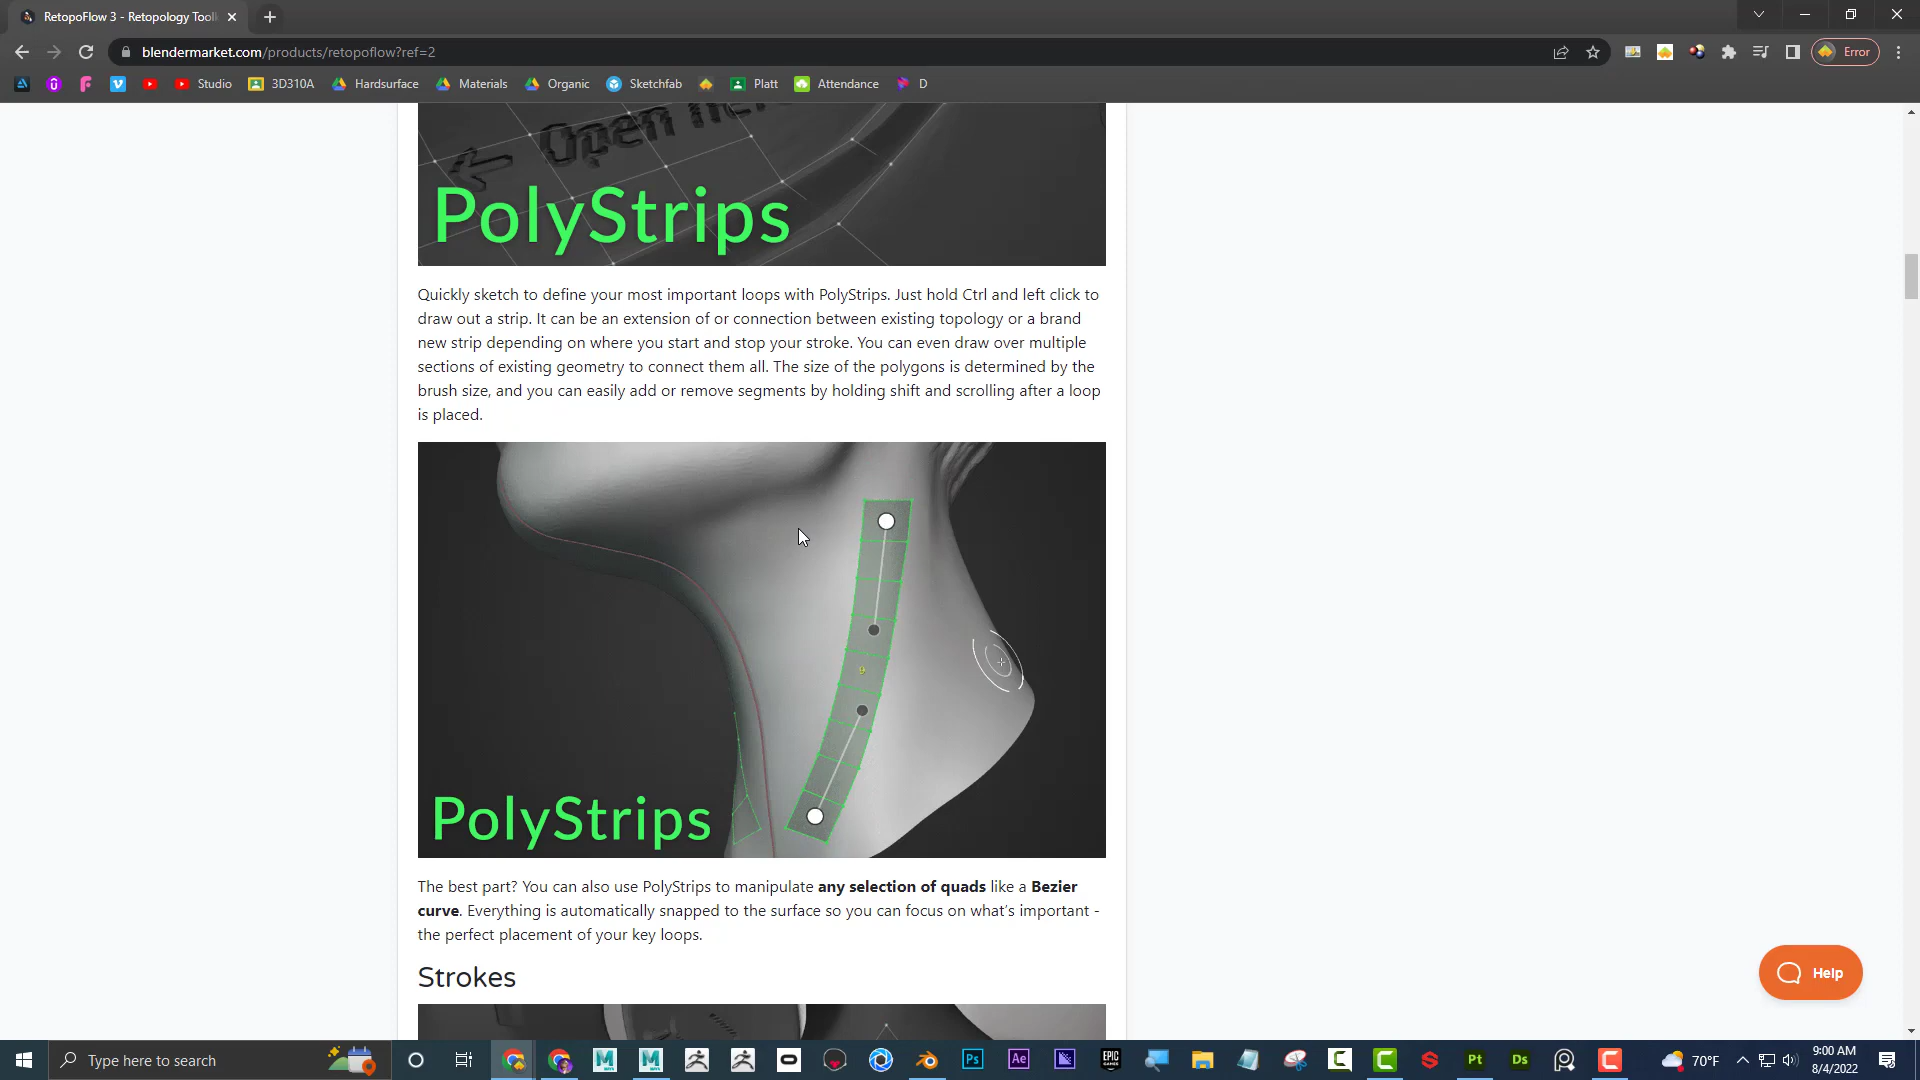 RetopoFlow 3 - Retopology Toolk
blendermarket.com/products/retopoflow?ref=2
Error
Studio
3D310A
Hardsurface
Materials
Organic
Sketchfab
Platt
Attendance
D
PolyStrips
Quickly sketch to define your most important loops with PolyStrips. Just hold Ctrl and left click to
draw out a strip. It can be an extension of or connection between existing topology or a brand
new strip depending on where you start and stop your stroke. You can even draw over multiple
sections of existing geometry to connect them all. The size of the polygons is determined by the
brush size, and you can easily add or remove segments by holding shift and scrolling after a loop
is placed.
9
PolyStrips
The best part? You can also use PolyStrips to manipulate any selection of quads like a Bezier
curve. Everything is automatically snapped to the surface so you can focus on what's important -
the perfect placement of your key loops.
Strokes
Help
Type here to search
Ps
Ae
EPIC
GAMES
Pt
Ds
70°F
9:00 AM
8/4/2022